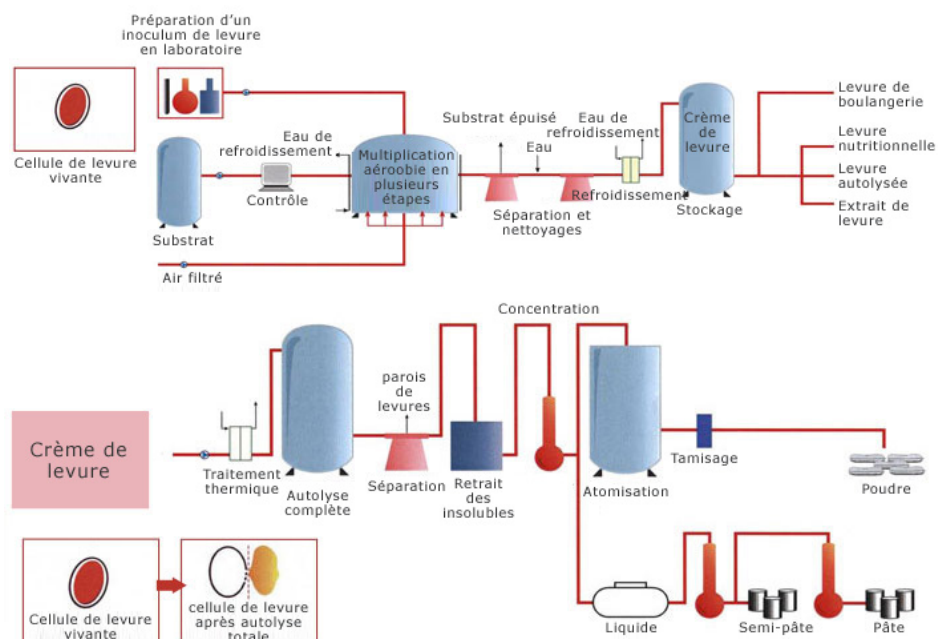 Préparation d'un
inoculum de levure
en laboratoire
Cellule de levure
vivante
Substrat
Eau de
refroidissement
Contrôle
Air filtré
Multiplication
aéroobie en
plusieurs
étapes
Substrat épuisé
Eau
Séparation et
nettoyages
Eau de
refroidissement
Refroidissement
Crème
de
levure
Stockage
Levure de
boulangerie
Levure
nutritionnelle
Levure
autolysée
Extrait de
levure
Crème de
levure
Traitement
thermique
Autolyse
complète
parois
de
levures
Séparation
Retrait
des
insolubles
Concentration
Atomisation
Tamisage
Poudre
Liquide
Semi-pâte
Pâte
Cellule de levure
vivante
cellule de levure
après autolyse
totale